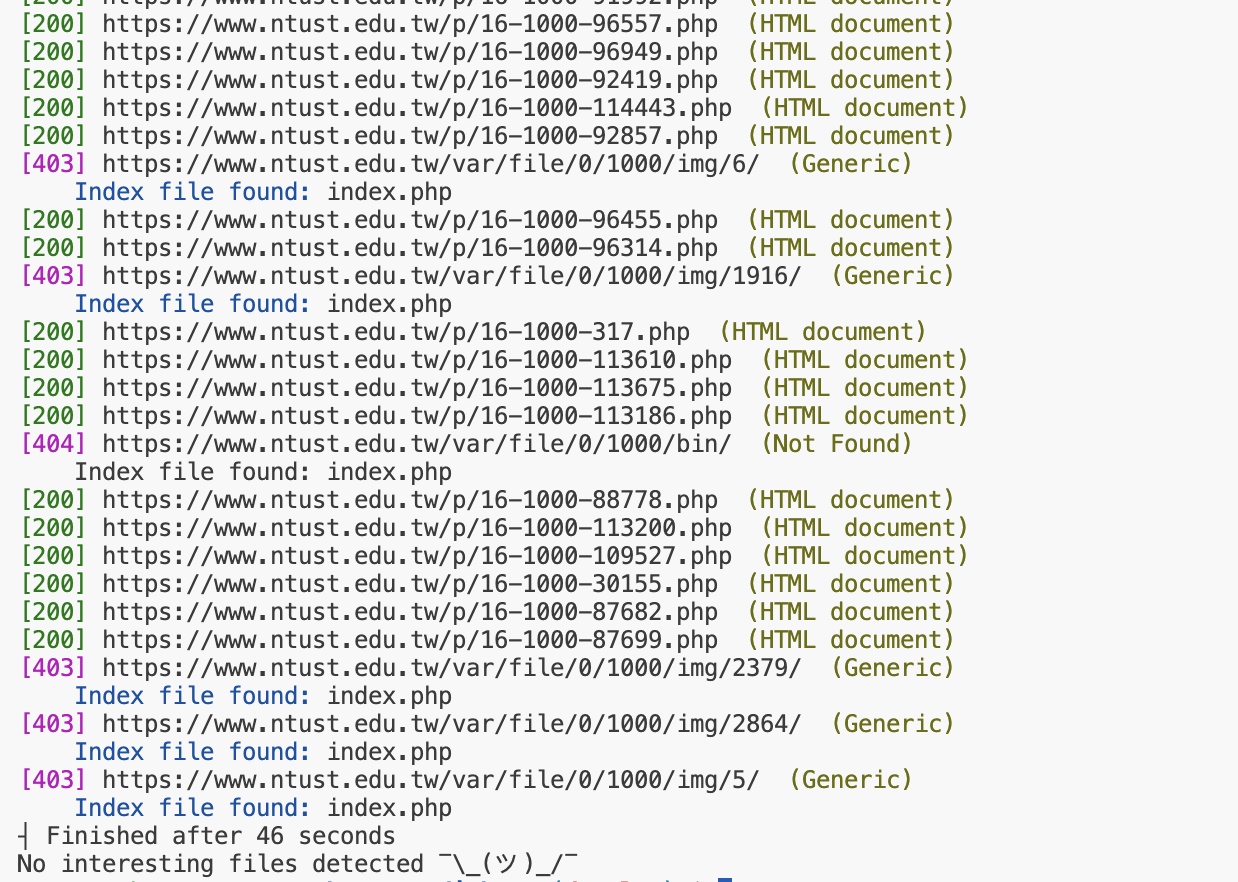 [200] https://www.ntust.edu.tw/p/16-1000-91992.php (HTML document)
[200] https://www.ntust.edu.tw/p/16-1000-96557.php (HTML document)
[200] https://www.ntust.edu.tw/p/16-1000-96949.php (HTML document)
[200] https://www.ntust.edu.tw/p/16-1000-92419.php (HTML document)
[200] https://www.ntust.edu.tw/p/16-1000-114443.php (HTML document)
[200] https://www.ntust.edu.tw/p/16-1000-92857.php (HTML document)
[403] https://www.ntust.edu.tw/var/file/0/1000/img/6/ (Generic)
Index file found: index.php
[200] https://www.ntust.edu.tw/p/16-1000-96455.php (HTML document)
[200] https://www.ntust.edu.tw/p/16-1000-96314.php (HTML document)
[403] https://www.ntust.edu.tw/var/file/0/1000/img/1916/ (Generic)
Index file found: index.php
[200] https://www.ntust.edu.tw/p/16-1000-317.php (HTML document)
[200] https://www.ntust.edu.tw/p/16-1000-113610.php (HTML document)
[200] https://www.ntust.edu.tw/p/16-1000-113675.php (HTML document)
[200] https://www.ntust.edu.tw/p/16-1000-113186.php (HTML document)
[404] https://www.ntust.edu.tw/var/file/0/1000/bin/ (Not Found)
Index file found: index.php
[200] https://www.ntust.edu.tw/p/16-1000-88778.php (HTML document)
[200] https://www.ntust.edu.tw/p/16-1000-113200.php (HTML document)
[200] https://www.ntust.edu.tw/p/16-1000-109527.php (HTML document)
[200] https://www.ntust.edu.tw/p/16-1000-30155.php (HTML document)
[200] https://www.ntust.edu.tw/p/16-1000-87682.php (HTML document)
[200] https://www.ntust.edu.tw/p/16-1000-87699.php (HTML document)
[403] https://www.ntust.edu.tw/var/file/0/1000/img/2379/ (Generic)
Index file found: index.php
[403] https://www.ntust.edu.tw/var/file/0/1000/img/2864/ (Generic)
Index file found: index.php
[403] https://www.ntust.edu.tw/var/file/0/1000/img/5/ (Generic)
Index file found: index.php
┤ Finished after 46 seconds
No interesting files detected ¯\_(ツ)_/¯